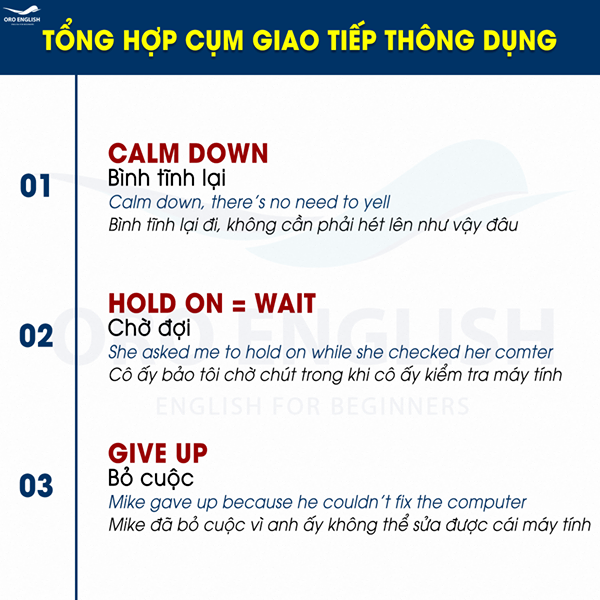 ORO ENGLISH
TỔNG HỢP CỤM GIAO TIẾP THÔNG DỤNG
01
CALM DOWN
Bình tĩnh lại
Calm down, there's no need to yell
Bình tĩnh lại đi, không cần phải hét lên như vậy đâu
02
HOLD ON = WAIT
Chờ đợi
She asked me to hold on while she checked her comter
Cô ấy bảo tôi chờ chút trong khi cô ấy kiểm tra máy tính
ORO ENGLISH
ENGLISH FOR BEGINNERS
03
GIVE UP
Bỏ cuộc
Mike gave up because he couldn't fix the computer
Mike đã bỏ cuộc vì anh ấy không thể sửa được cái máy tính